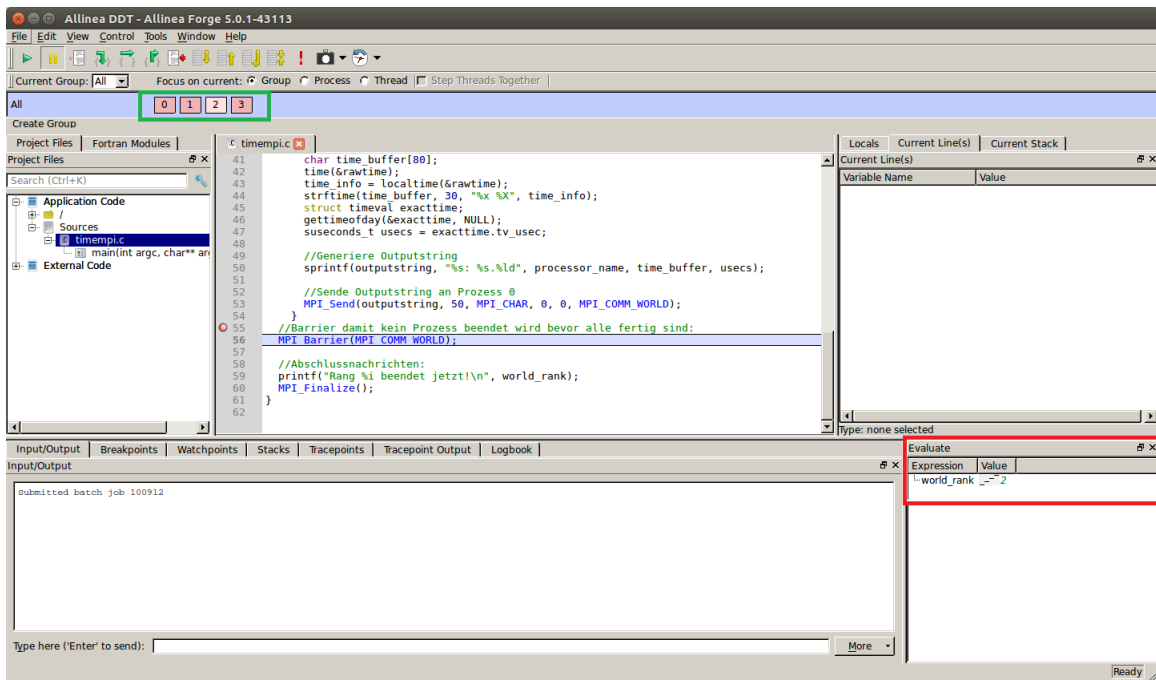 Allinea DDT - Allinea Forge 5.0.1-43113
File Edit View Control Tools Window Help
Current Group: All Focus on current: Group Process Thread Step Threads Together
All 0 1 2 3
Create Group
Project Files Fortran Modules
Project Files
Search (Ctrl+K)
Application Code
/
Sources
timempi.c
main(int argc, char** ar
External Code
timempi.c
41 char time_buffer[80];
42 time(&rawtime);
43 time_info = localtime(&rawtime);
44 strftime(time_buffer, 30, "%x %X", time_info);
45 struct timeval exacttime;
46 gettimeofday(&exacttime, NULL);
47 suseconds_t usecs = exacttime.tv_usec;
48
49 //Generiere Outputstring
50 sprintf(outputstring, "%s: %s.%ld", processor_name, time_buffer, usecs);
51
52 //Sende Outputstring an Prozess 0
53 MPI_Send(outputstring, 50, MPI_CHAR, 0, 0, MPI_COMM_WORLD);
54 }
55 //Barrier damit kein Prozess beendet wird bevor alle fertig sind:
56 MPI_Barrier(MPI_COMM_WORLD);
57
58 //Abschlussnachrichten:
59 printf("Rang %i beendet jetzt!\n", world_rank);
60 MPI_Finalize();
61 }
62
Locals Current Line(s) Current Stack
Current Line(s)
Variable Name Value
Type: none selected
Input/Output Breakpoints Watchpoints Stacks Tracepoints Tracepoint Output Logbook
Input/Output
Submitted batch job 100912
Type here ('Enter' to send): More
Evaluate
Expression Value
world_rank 2
Ready